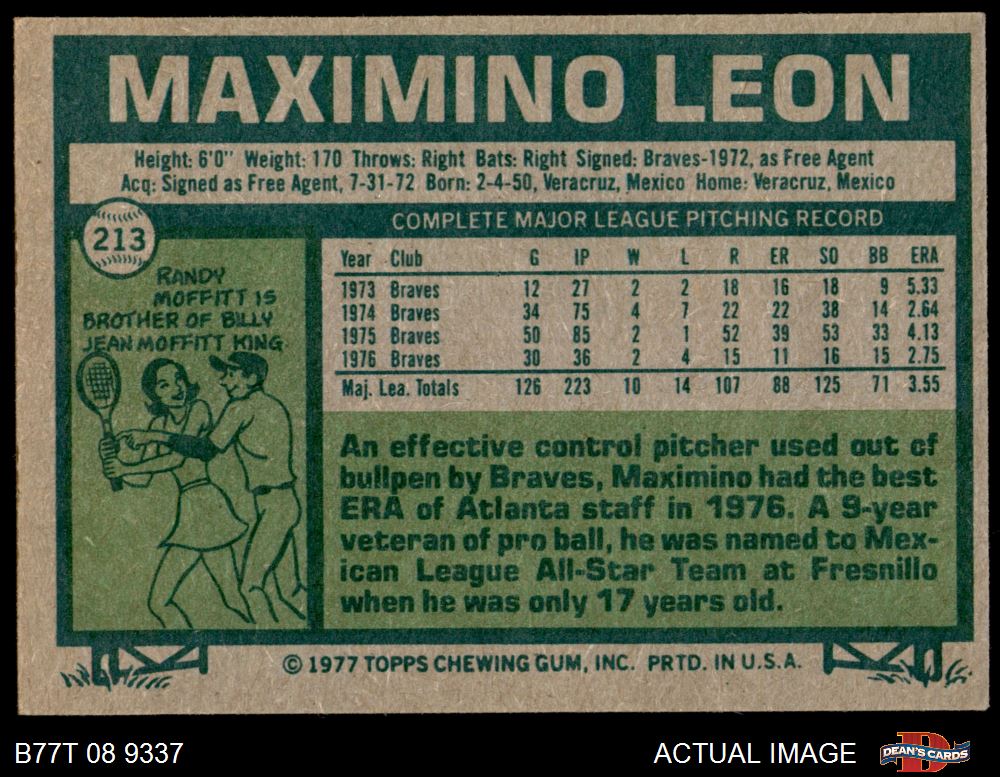 MAXIMINO LEON
Height: 6'0" Weight: 170 Throws: Right Bats: Right Signed: Braves-1972, as Free Agent
Acq: Signed as Free Agent, 7-31-72 Born: 2-4-50, Veracruz, Mexico Home: Veracruz, Mexico
213
RANDY
MOFFITT IS
BROTHER OF BILLY
JEAN MOFFITT KING
COMPLETE MAJOR LEAGUE PITCHING RECORD
Year Club G IP W L R ER SO BB ERA
1973 Braves 12 27 2 2 18 16 18 9 5.33
1974 Braves 34 75 4 7 22 22 38 14 2.64
1975 Braves 50 85 2 1 52 39 53 33 4.13
1976 Braves 30 36 2 4 15 11 16 15 2.75
Maj. Lea. Totals 126 223 10 14 107 88 125 71 3.55
An effective control pitcher used out of
bullpen by Braves, Maximino had the best
ERA of Atlanta staff in 1976. A 9-year
veteran of pro ball, he was named to Mex-
ican League All-Star Team at Fresnillo
when he was only 17 years old.
© 1977 TOPPS CHEWING GUM, INC. PRTD. IN U.S.A.
B77T 08 9337
ACTUAL IMAGE
DEAN'S CARDS